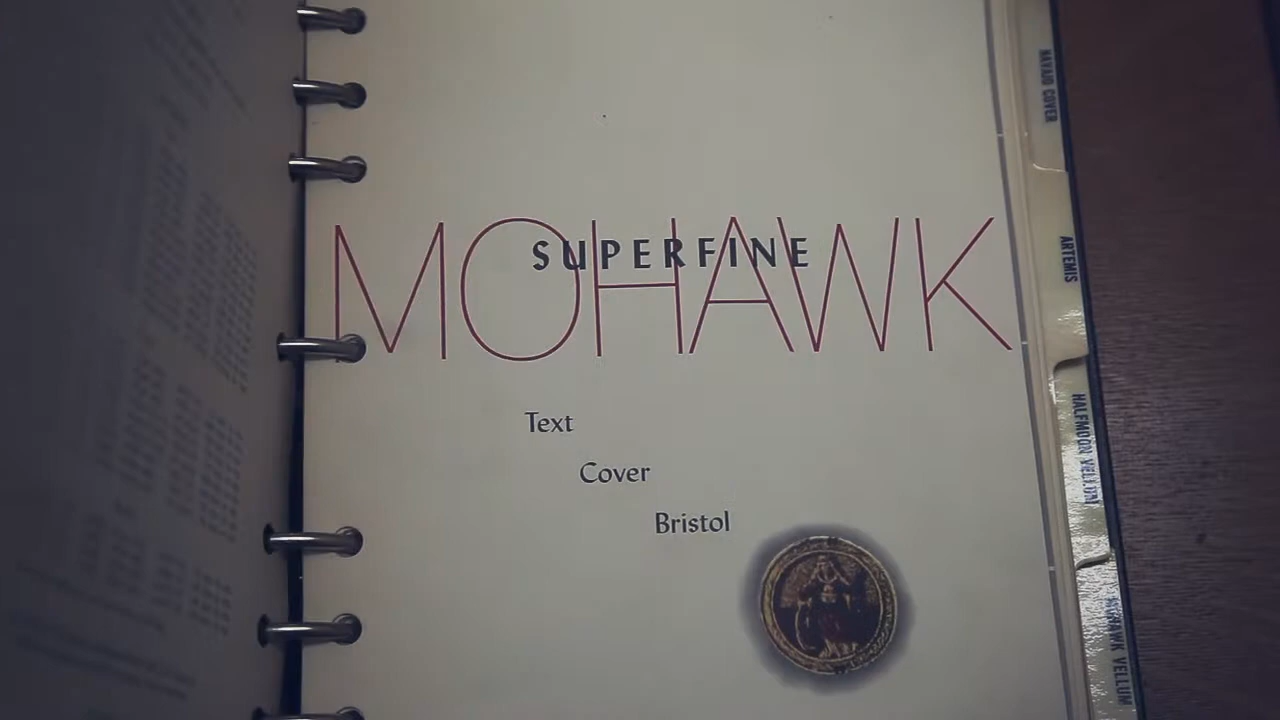 SUPERFINE
MOHAWK
Text
Cover
Bristol
NAVAJO COVER
ARTEMIS
HALFMOON VELLUM
MOHAWK VELLUM